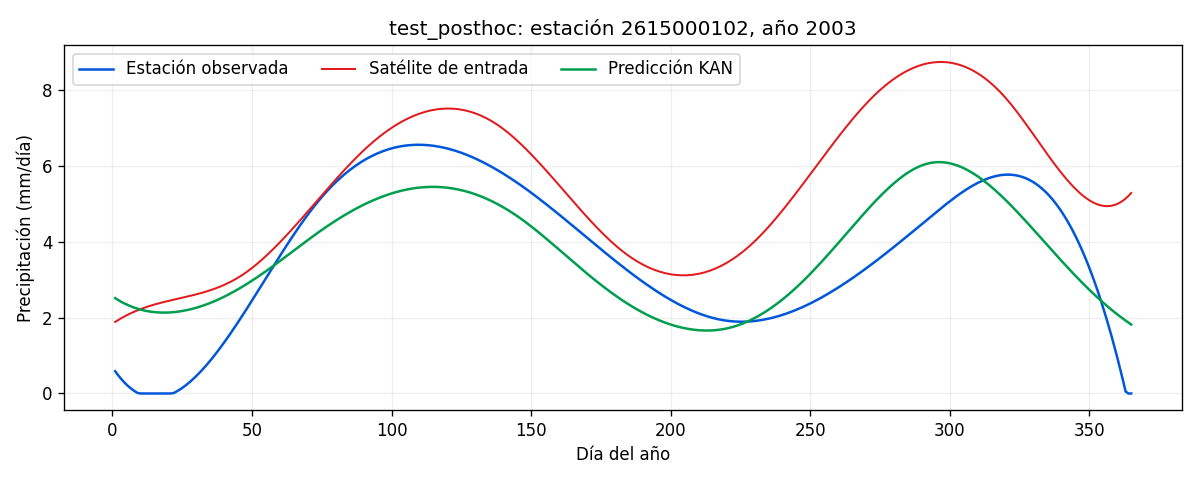 test_posthoc: estación 2615000102, año 2003
Estación observada Satélite de entrada Predicción KAN
Precipitación (mm/día)
8
6
4
2
0
0 50 100 150 200 250 300 350
Día del año